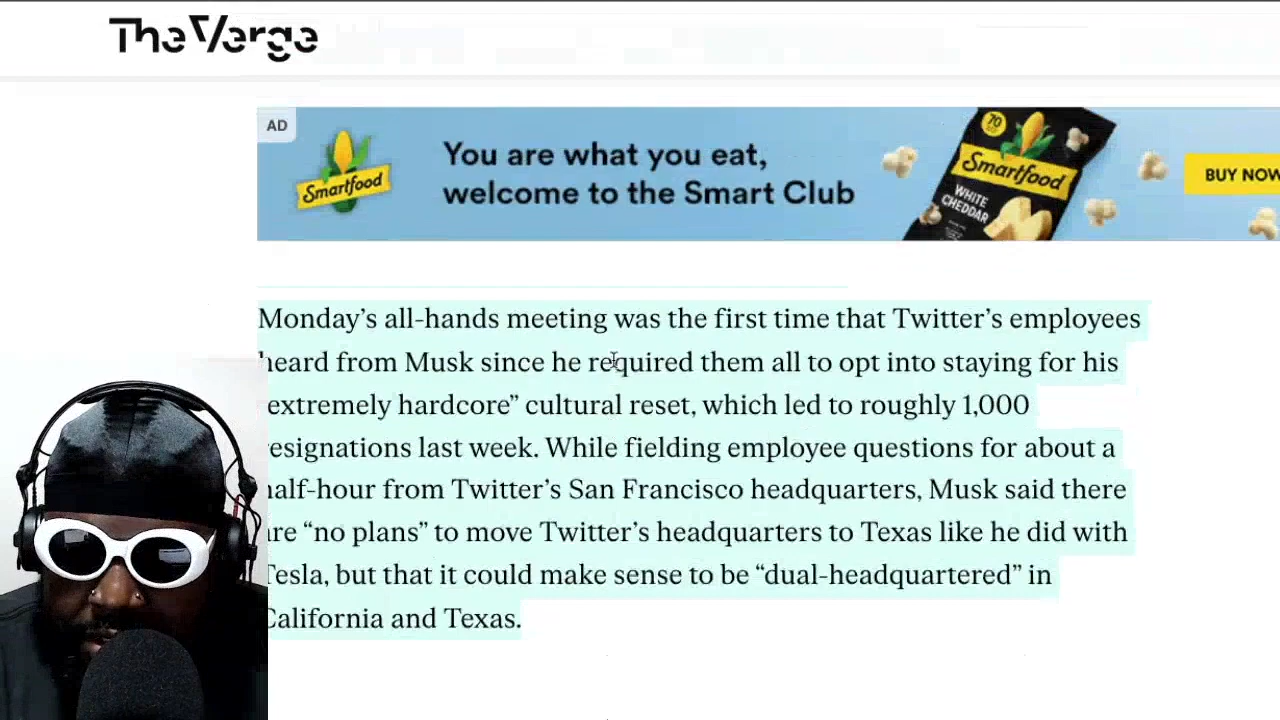 The Verge
AD
Smartfood
You are what you eat,
welcome to the Smart Club
70
Smartfood
WHITE
CHEDDAR
BUY NOW
Monday’s all-hands meeting was the first time that Twitter’s employees
heard from Musk since he required them all to opt into staying for his
extremely hardcore” cultural reset, which led to roughly 1,000
resignations last week. While fielding employee questions for about a
half-hour from Twitter’s San Francisco headquarters, Musk said there
are “no plans” to move Twitter’s headquarters to Texas like he did with
Tesla, but that it could make sense to be “dual-headquartered” in
California and Texas.